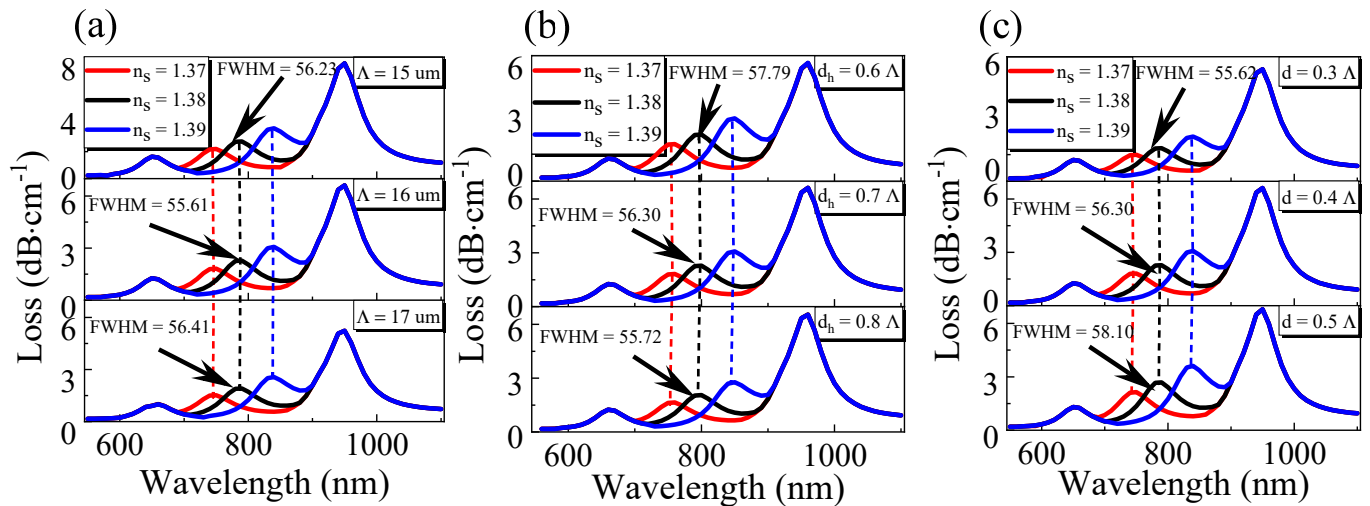 (a)
(b)
(c)
Loss (dB·cm⁻¹)
8
4
0
6
3
0
6
3
0
n_s = 1.37
n_s = 1.38
n_s = 1.39
FWHM = 56.23
Λ = 15 um
FWHM = 55.61
Λ = 16 um
FWHM = 56.41
Λ = 17 um
600
800
1000
Wavelength (nm)
Loss (dB·cm⁻¹)
6
3
0
6
3
0
6
3
0
n_s = 1.37
n_s = 1.38
n_s = 1.39
FWHM = 57.79
d_h = 0.6 Λ
FWHM = 56.30
d_h = 0.7 Λ
FWHM = 55.72
d_h = 0.8 Λ
600
800
1000
Wavelength (nm)
Loss (dB·cm⁻¹)
6
3
0
6
3
0
6
3
0
n_s = 1.37
n_s = 1.38
n_s = 1.39
FWHM = 55.62
d = 0.3 Λ
FWHM = 56.30
d = 0.4 Λ
FWHM = 58.10
d = 0.5 Λ
600
800
1000
Wavelength (nm)